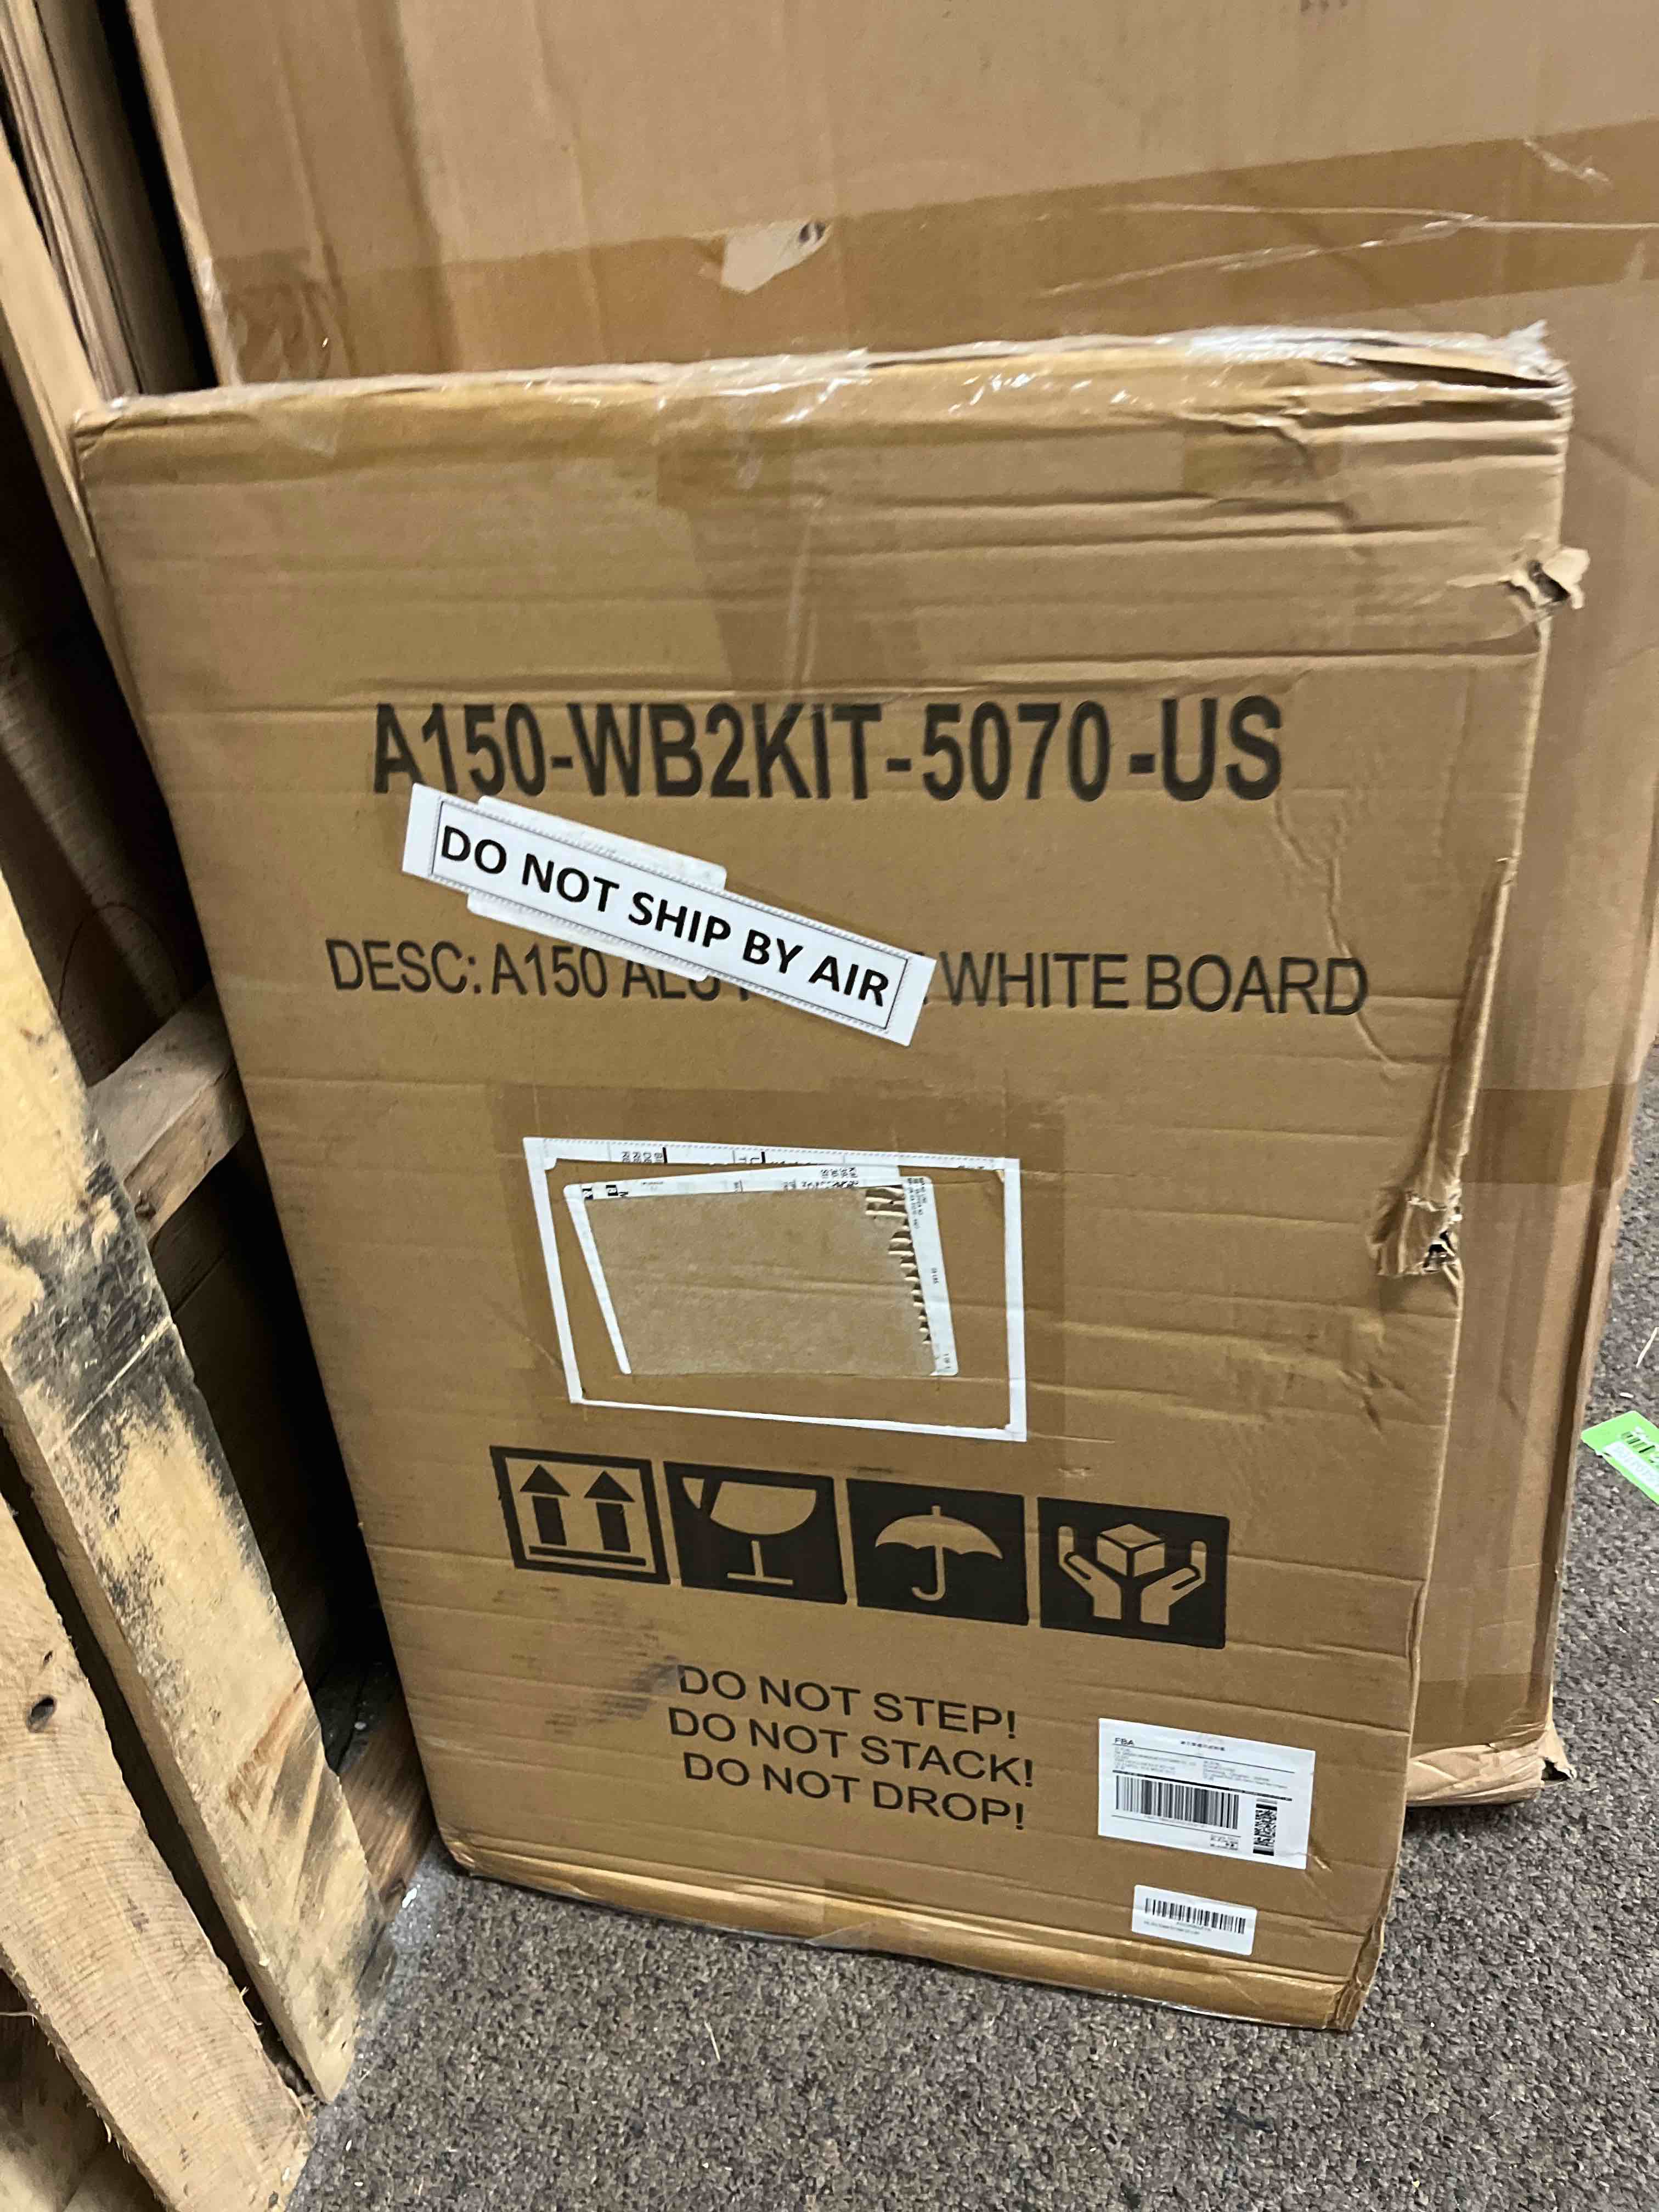 A150-WB2KIT-5070-US
DO NOT SHIP BY AIR
DESC: A150 ALU WHITE BOARD
DO NOT STEP!
DO NOT STACK!
DO NOT DROP!
FBA